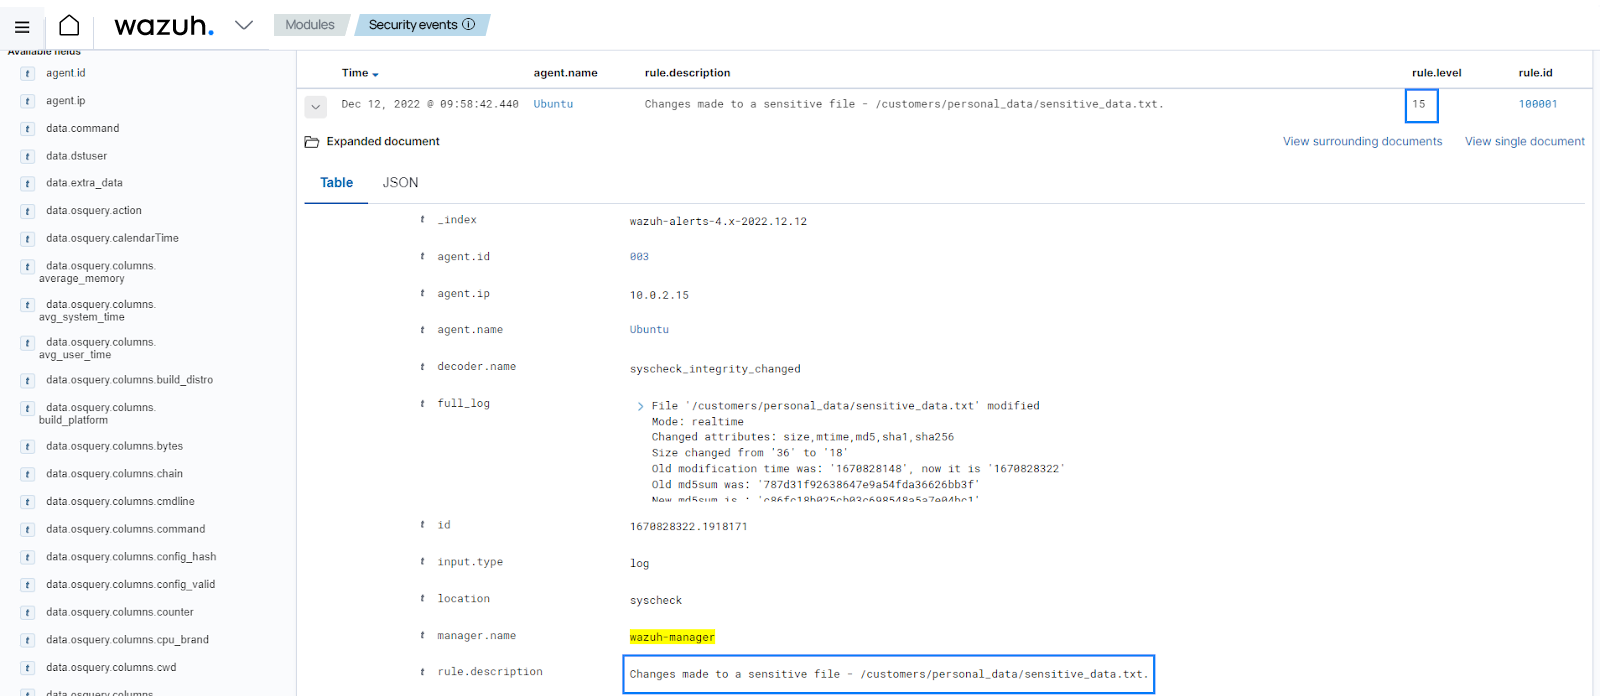 wazuh.
Modules
Security events
Available fields
t agent.id
t agent.ip
t data.command
t data.dstuser
t data.extra_data
t data.osquery.action
t data.osquery.calendarTime
t data.osquery.columns.
average_memory
t data.osquery.columns.
avg_system_time
t data.osquery.columns.
avg_user_time
t data.osquery.columns.build_distro
t data.osquery.columns.
build_platform
t data.osquery.columns.bytes
t data.osquery.columns.chain
t data.osquery.columns.cmdline
t data.osquery.columns.command
t data.osquery.columns.config_hash
t data.osquery.columns.config_valid
t data.osquery.columns.counter
t data.osquery.columns.cpu_brand
t data.osquery.columns.cwd
data.osquery.columns.
Time agent.name rule.description rule.level rule.id
Dec 12, 2022 @ 09:58:42.440 Ubuntu Changes made to a sensitive file - /customers/personal_data/sensitive_data.txt. 15 100001
Expanded document View surrounding documents View single document
Table JSON
t _index wazuh-alerts-4.x-2022.12.12
t agent.id 003
t agent.ip 10.0.2.15
t agent.name Ubuntu
t decoder.name syscheck_integrity_changed
t full_log File '/customers/personal_data/sensitive_data.txt' modified
Mode: realtime
Changed attributes: size,mtime,md5,sha1,sha256
Size changed from '36' to '18'
Old modification time was: '1670828148', now it is '1670828322'
Old md5sum was: '787d31f92638647e9a54fda36626bb3f'
New md5sum is : 'c86fc18b025cb03c698548a5a7e04bc1'
t id 1670828322.1918171
t input.type log
t location syscheck
t manager.name wazuh-manager
t rule.description Changes made to a sensitive file - /customers/personal_data/sensitive_data.txt.